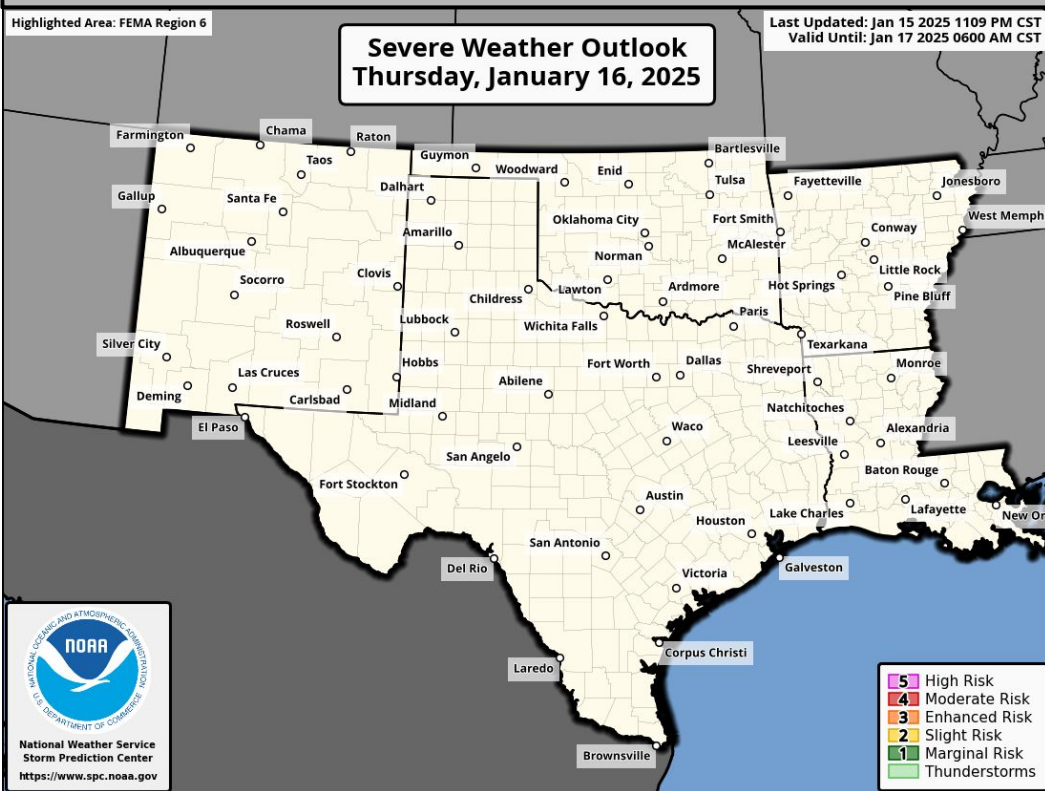 Highlighted Area: FEMA Region 6
Last Updated: Jan 15 2025 1109 PM CST
Valid Until: Jan 17 2025 0600 AM CST
Severe Weather Outlook
Thursday, January 16, 2025
Farmington
Chama
Raton
Taos
Guymon
Woodward
Enid
Bartlesville
Tulsa
Fayetteville
Jonesboro
Gallup
Santa Fe
Dalhart
Oklahoma City
Fort Smith
West Memph
Albuquerque
Amarillo
Norman
McAlester
Conway
Socorro
Clovis
Childress
Lawton
Ardmore
Hot Springs
Little Rock
Pine Bluff
Roswell
Lubbock
Wichita Falls
Paris
Texarkana
Silver City
Las Cruces
Hobbs
Fort Worth
Dallas
Shreveport
Monroe
Deming
Carlsbad
Midland
Abilene
Natchitoches
El Paso
San Angelo
Waco
Leesville
Alexandria
Fort Stockton
Baton Rouge
Austin
Houston
Lake Charles
Lafayette
New Or
Del Rio
San Antonio
Galveston
Victoria
Laredo
Corpus Christi
Brownsville
NATIONAL OCEANIC AND ATMOSPHERIC ADMINISTRATION
NOAA
U.S. DEPARTMENT OF COMMERCE
National Weather Service
Storm Prediction Center
https://www.spc.noaa.gov
5 High Risk
4 Moderate Risk
3 Enhanced Risk
2 Slight Risk
1 Marginal Risk
Thunderstorms